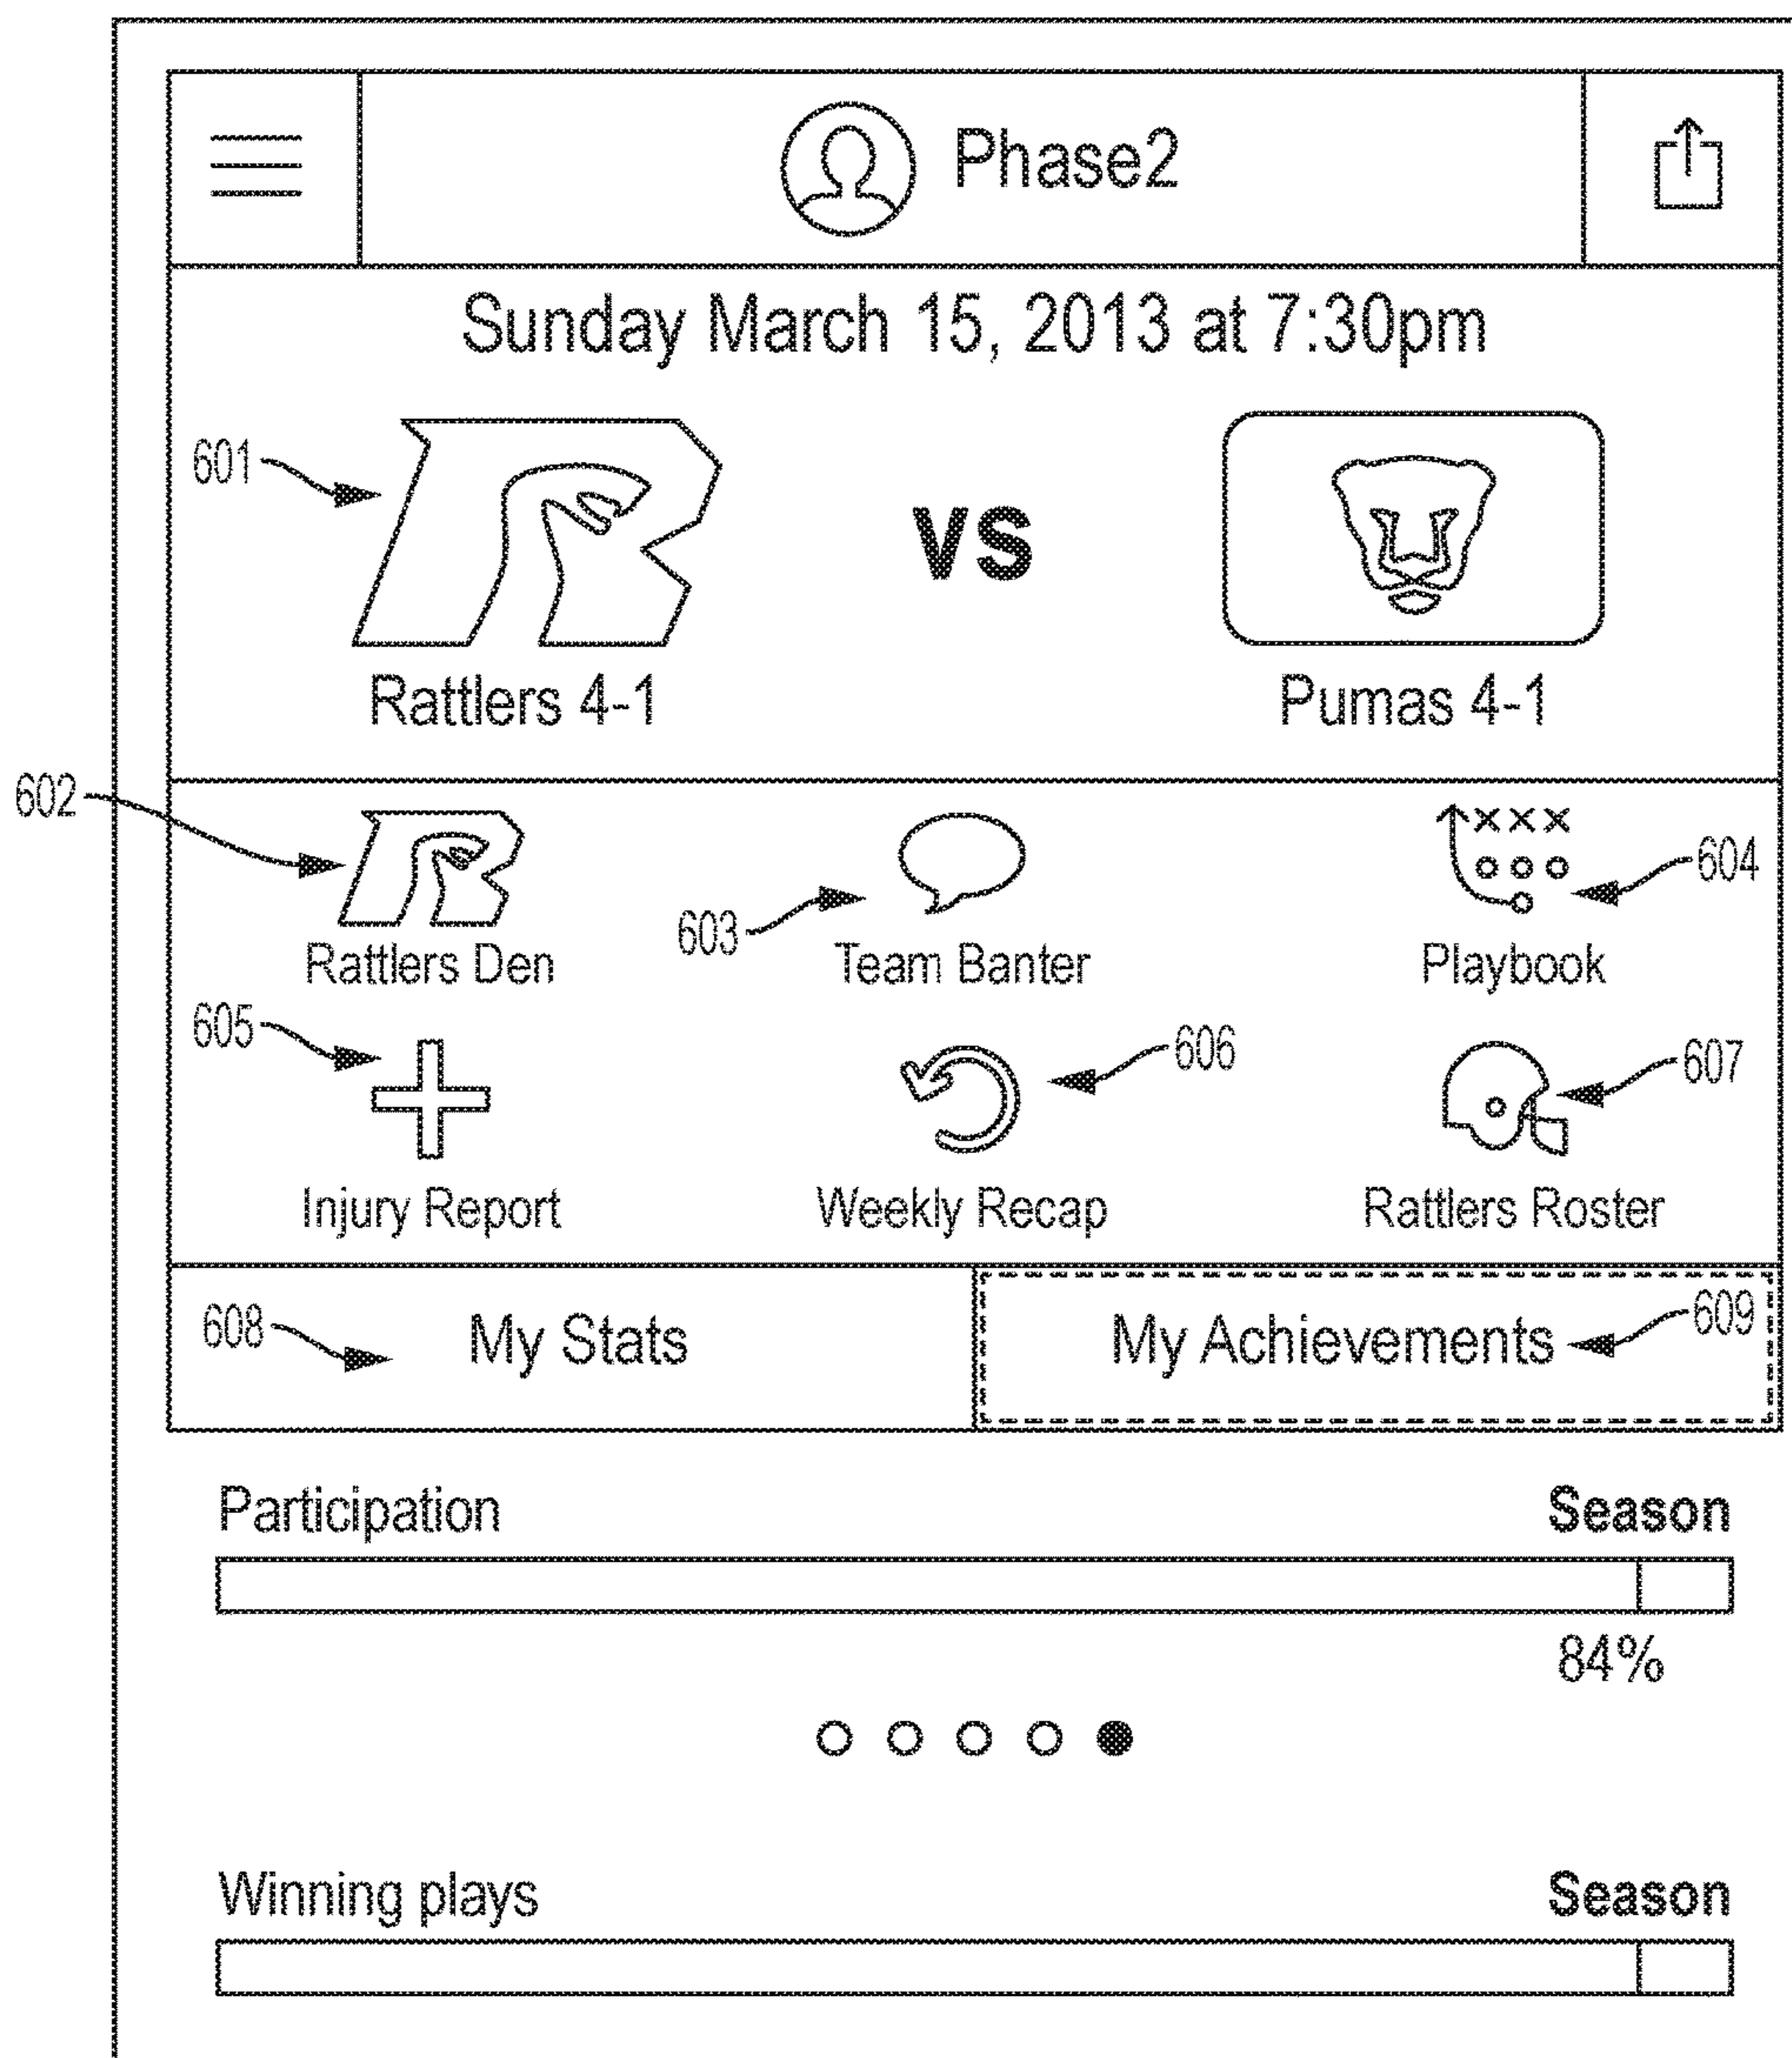 Phase2
Sunday March 15, 2013 at 7:30pm
601
vs
Rattlers 4-1
Pumas 4-1
602
603
604
Rattlers Den
Team Banter
Playbook
605
606
607
Injury Report
Weekly Recap
Rattlers Roster
608
My Stats
My Achievements
609
Participation
Season
84%
Winning plays
Season